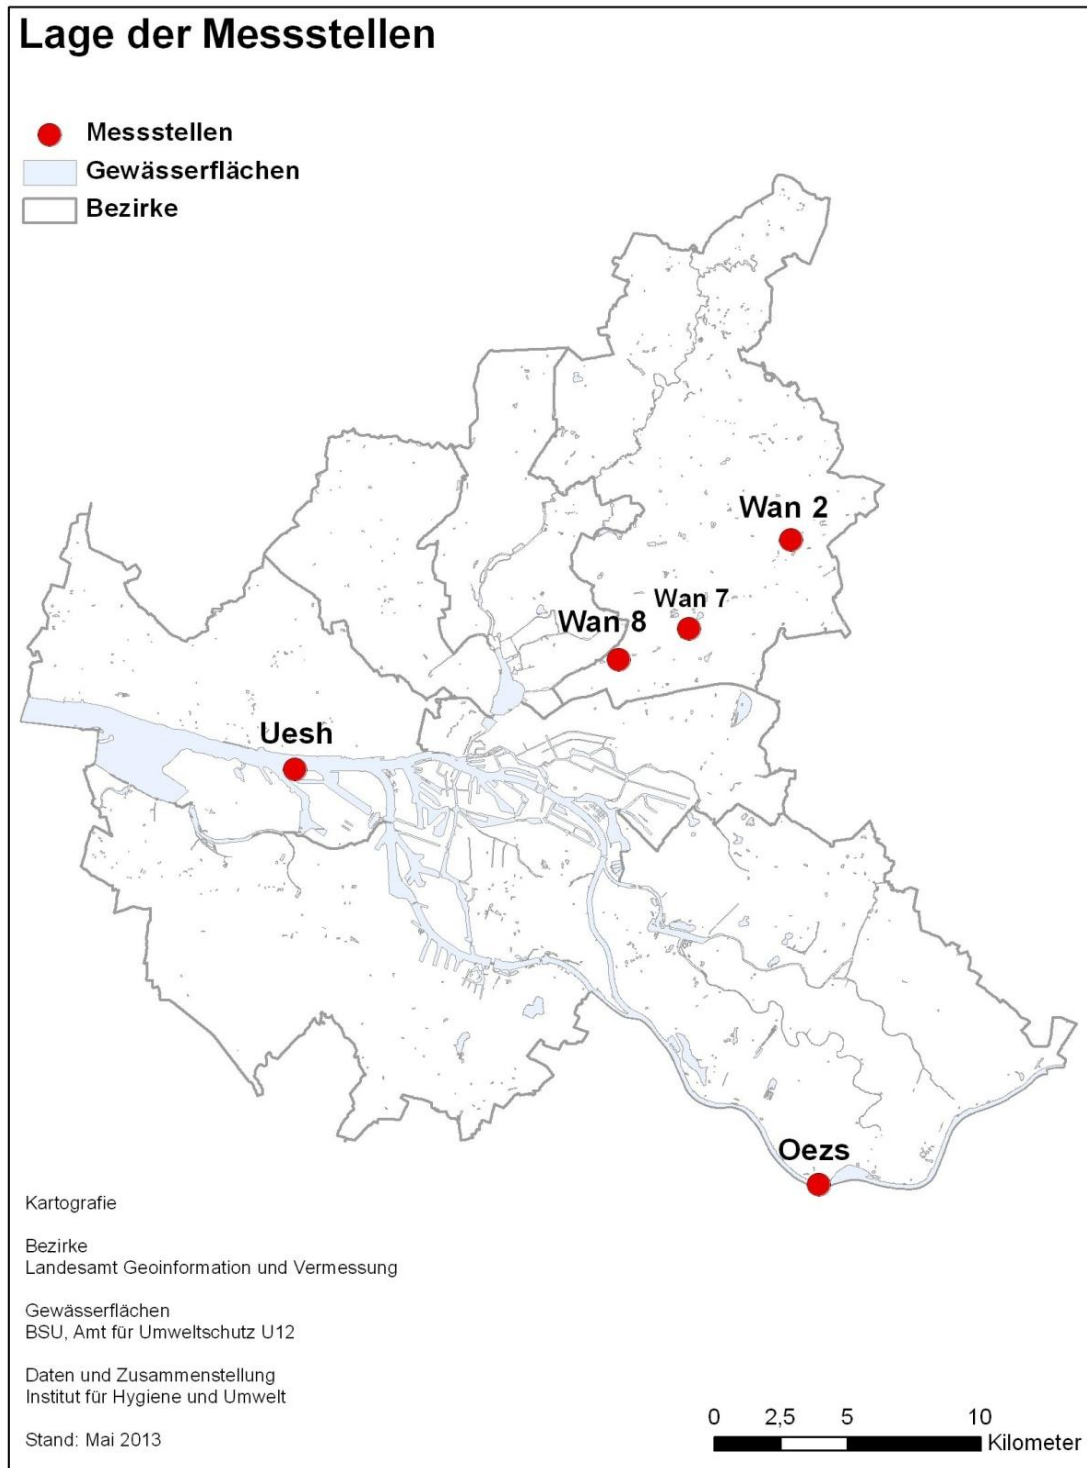 Lage der Messstellen
Messstellen
Gewässerflächen
Bezirke
Wan 2
Wan 7
Wan 8
Uesh
Oezs
Kartografie
Bezirke
Landesamt Geoinformation und Vermessung
Gewässerflächen
BSU, Amt für Umweltschutz U12
Daten und Zusammenstellung
Institut für Hygiene und Umwelt
Stand: Mai 2013
0 2,5 5 10
Kilometer